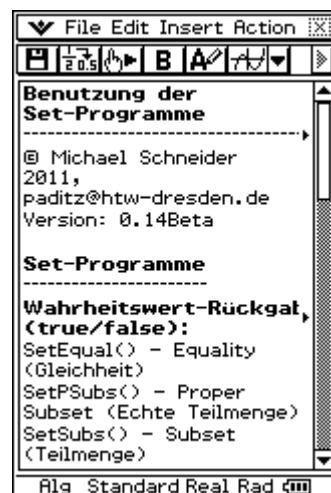 File Edit Insert Action
B A
Benutzung der
Set-Programme
© Michael Schneider
2011,
paditz@htw-dresden.de
Version: 0.14Beta
Set-Programme
Wahrheitswert-Rückgat
(true/false):
SetEqual() - Equality
(Gleichheit)
SetPSubs() - Proper
Subset (Echte Teilmenge)
SetSubs() - Subset
(Teilmenge)
Alg Standard Real Rad